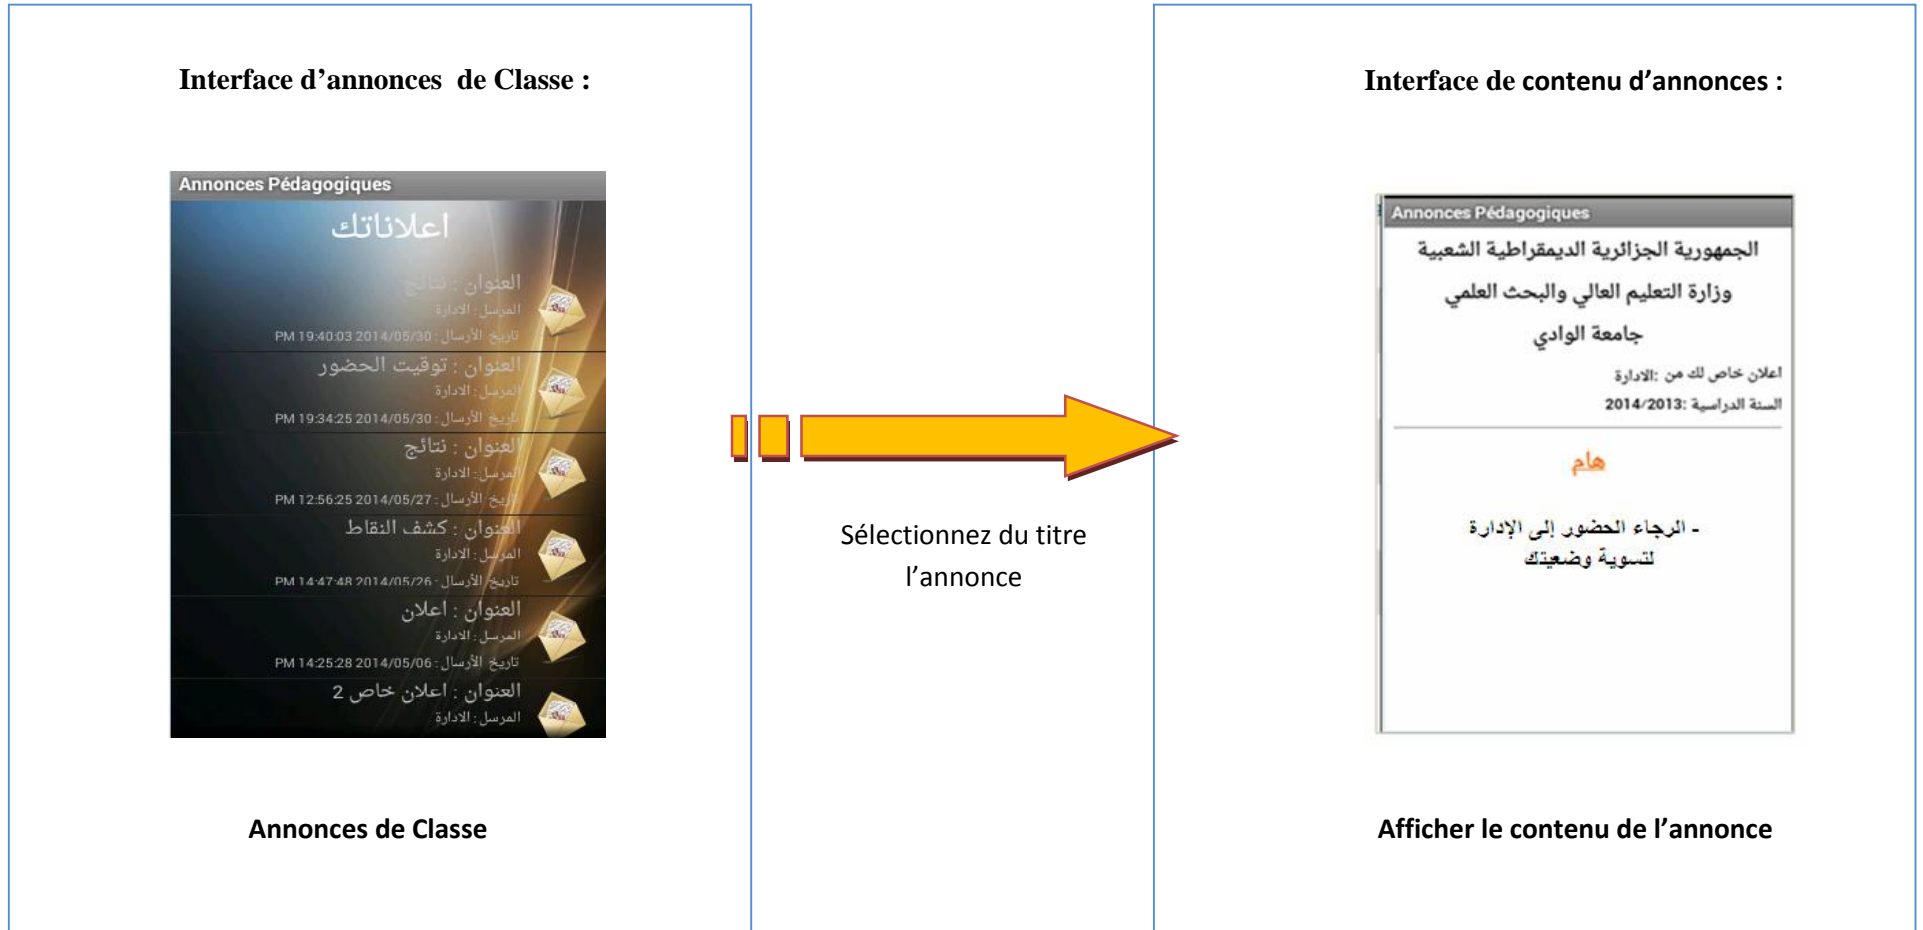 Interface d’annonces de Classe :
Annonces Pédagogiques
اعلاناتك
العنوان : نتائج
المرسل : الادارة
تاريخ الأرسال : 2014/05/30 19:40:03 PM
العنوان : توقيت الحضور
المرسل : الادارة
تاريخ الأرسال : 2014/05/30 19:34:25 PM
العنوان : نتائج
المرسل : الادارة
تاريخ الأرسال : 2014/05/27 12:56:25 PM
العنوان : كشف النقاط
المرسل : الادارة
تاريخ الأرسال : 2014/05/26 14:47:48 PM
العنوان : اعلان
المرسل : الادارة
تاريخ الأرسال : 2014/05/06 14:25:28 PM
العنوان : اعلان خاص 2
المرسل : الادارة
Annonces de Classe
Sélectionnez du titre
l’annonce
Interface de contenu d’annonces :
Annonces Pédagogiques
الجمهورية الجزائرية الديمقراطية الشعبية
وزارة التعليم العالي والبحث العلمي
جامعة الوادي
اعلان خاص لك من :الادارة
السنة الدراسية :2014/2013
هام
- الرجاء الحضور إلى الإدارة
لتسوية وضعيتك
Afficher le contenu de l’annonce